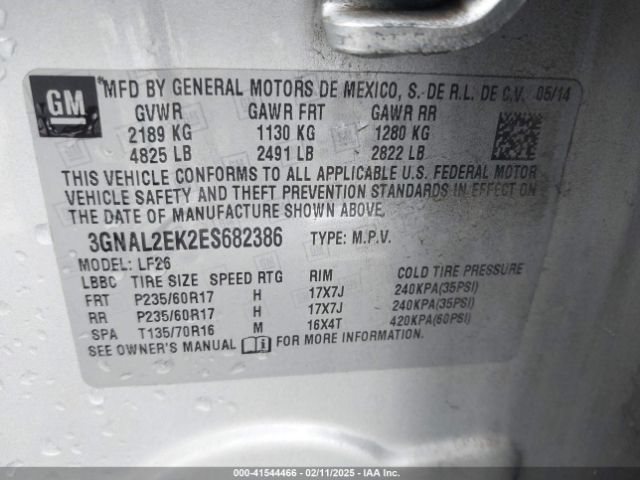 GM
MFD BY GENERAL MOTORS DE MEXICO, S. DE R.L. DE C.V. 05/14
GVWR GAWR FRT GAWR RR
2189 KG 1130 KG 1280 KG
4825 LB 2491 LB 2822 LB
THIS VEHICLE CONFORMS TO ALL APPLICABLE U.S. FEDERAL MOTOR
VEHICLE SAFETY AND THEFT PREVENTION STANDARDS IN EFFECT ON
THE DATE OF MANUFACTURE SHOWN ABOVE.
3GNAL2EK2ES682386 TYPE: M.P.V.
MODEL: LF26
LBBC TIRE SIZE SPEED RTG RIM COLD TIRE PRESSURE
FRT P235/60R17 H 17X7J 240KPA(35PSI)
RR P235/60R17 H 17X7J 240KPA(35PSI)
SPA T135/70R16 M 16X4T 420KPA(60PSI)
SEE OWNER'S MANUAL FOR MORE INFORMATION.
000-41544466 - 02/11/2025 - IAA Inc.